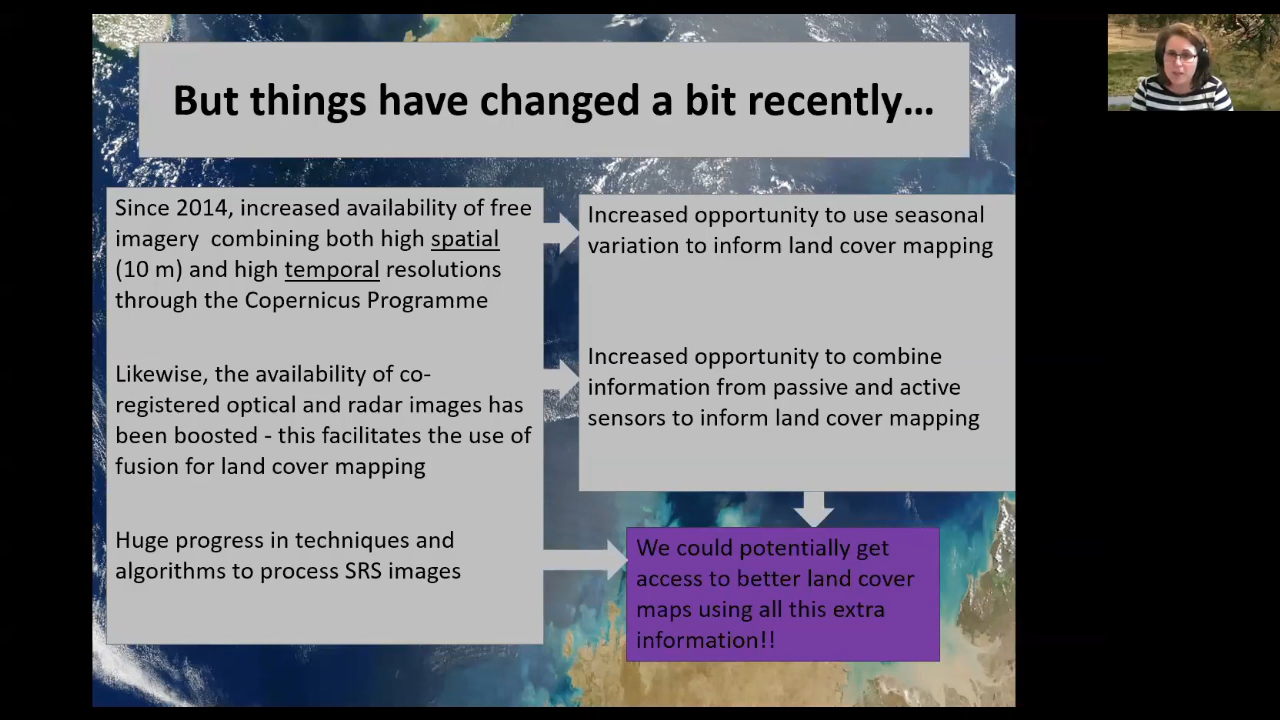 But things have changed a bit recently…
Since 2014, increased availability of free
imagery  combining both high spatial
(10 m) and high temporal resolutions
through the Copernicus Programme
Likewise, the availability of co-
registered optical and radar images has
been boosted - this facilitates the use of
fusion for land cover mapping
Huge progress in techniques and
algorithms to process SRS images
Increased opportunity to use seasonal
variation to inform land cover mapping
Increased opportunity to combine
information from passive and active
sensors to inform land cover mapping
We could potentially get
access to better land cover
maps using all this extra
information!!